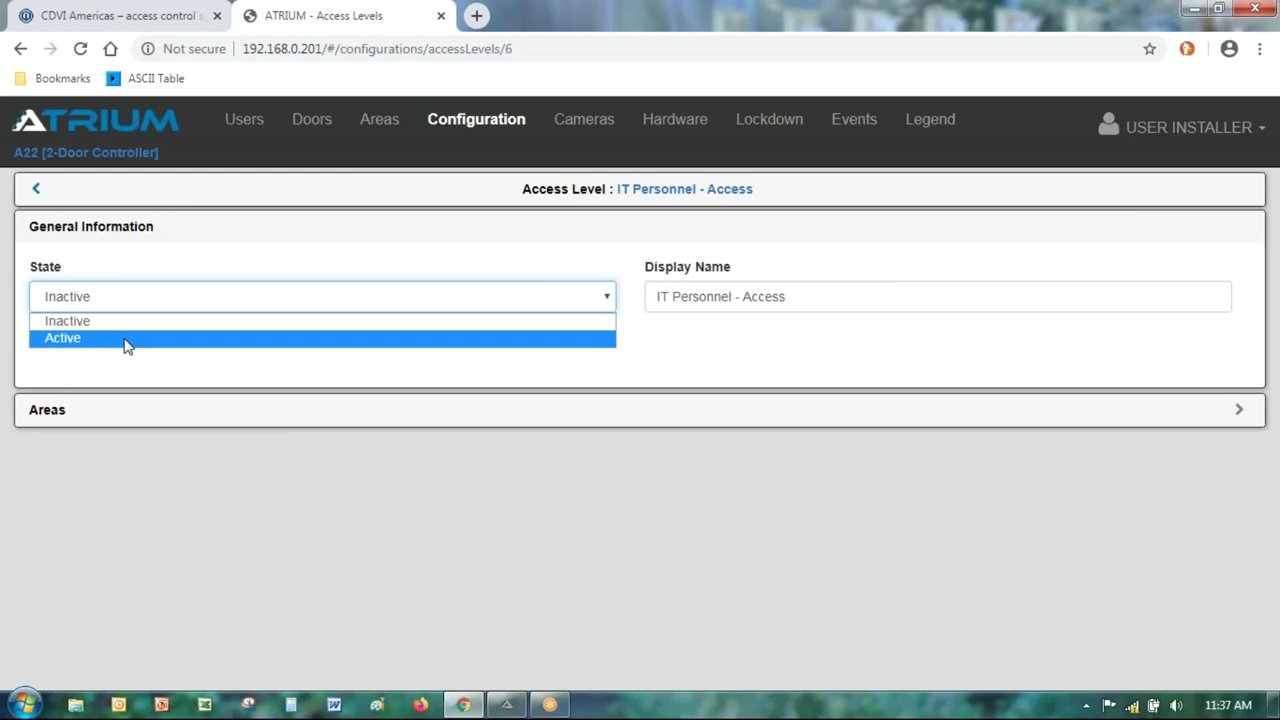 CDVI Americas – access control s
ATRIUM - Access Levels
Not secure
192.168.0.201/#/configurations/accessLevels/6
Bookmarks
ASCII Table
ATRIUM
Users
Doors
Areas
Configuration
Cameras
Hardware
Lockdown
Events
Legend
USER INSTALLER
A22 [2-Door Controller]
Access Level : IT Personnel - Access
General Information
State
Display Name
Inactive
IT Personnel - Access
Inactive
Active
Areas
11:37 AM